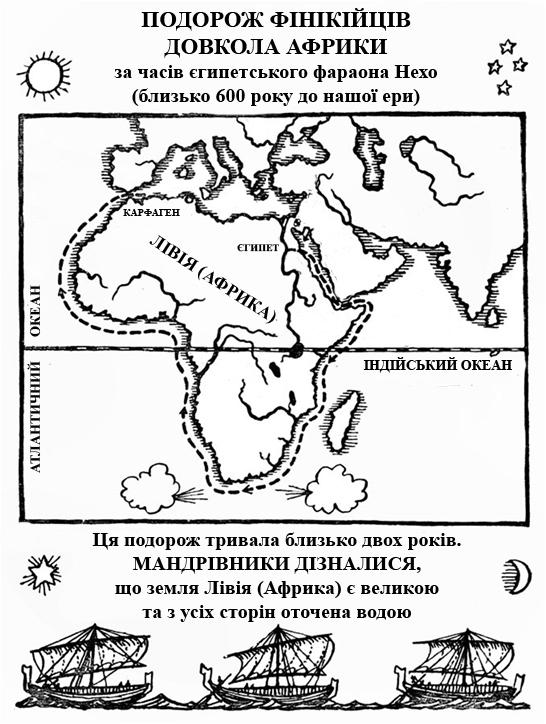 ПОДОРОЖ ФІНІКІЙЦІВ
ДОВКОЛА АФРИКИ
за часів єгипетського фараона Нехо
(близько 600 року до нашої ери)
КАРФАГЕН
ЄГИПЕТ
ЛІВІЯ (АФРИКА)
АТЛАНТИЧНИЙ ОКЕАН
ІНДІЙСЬКИЙ ОКЕАН
Ця подорож тривала близько двох років.
МАНДРІВНИКИ ДІЗНАЛИСЯ,
що земля Лівія (Африка) є великою
та з усіх сторін оточена водою